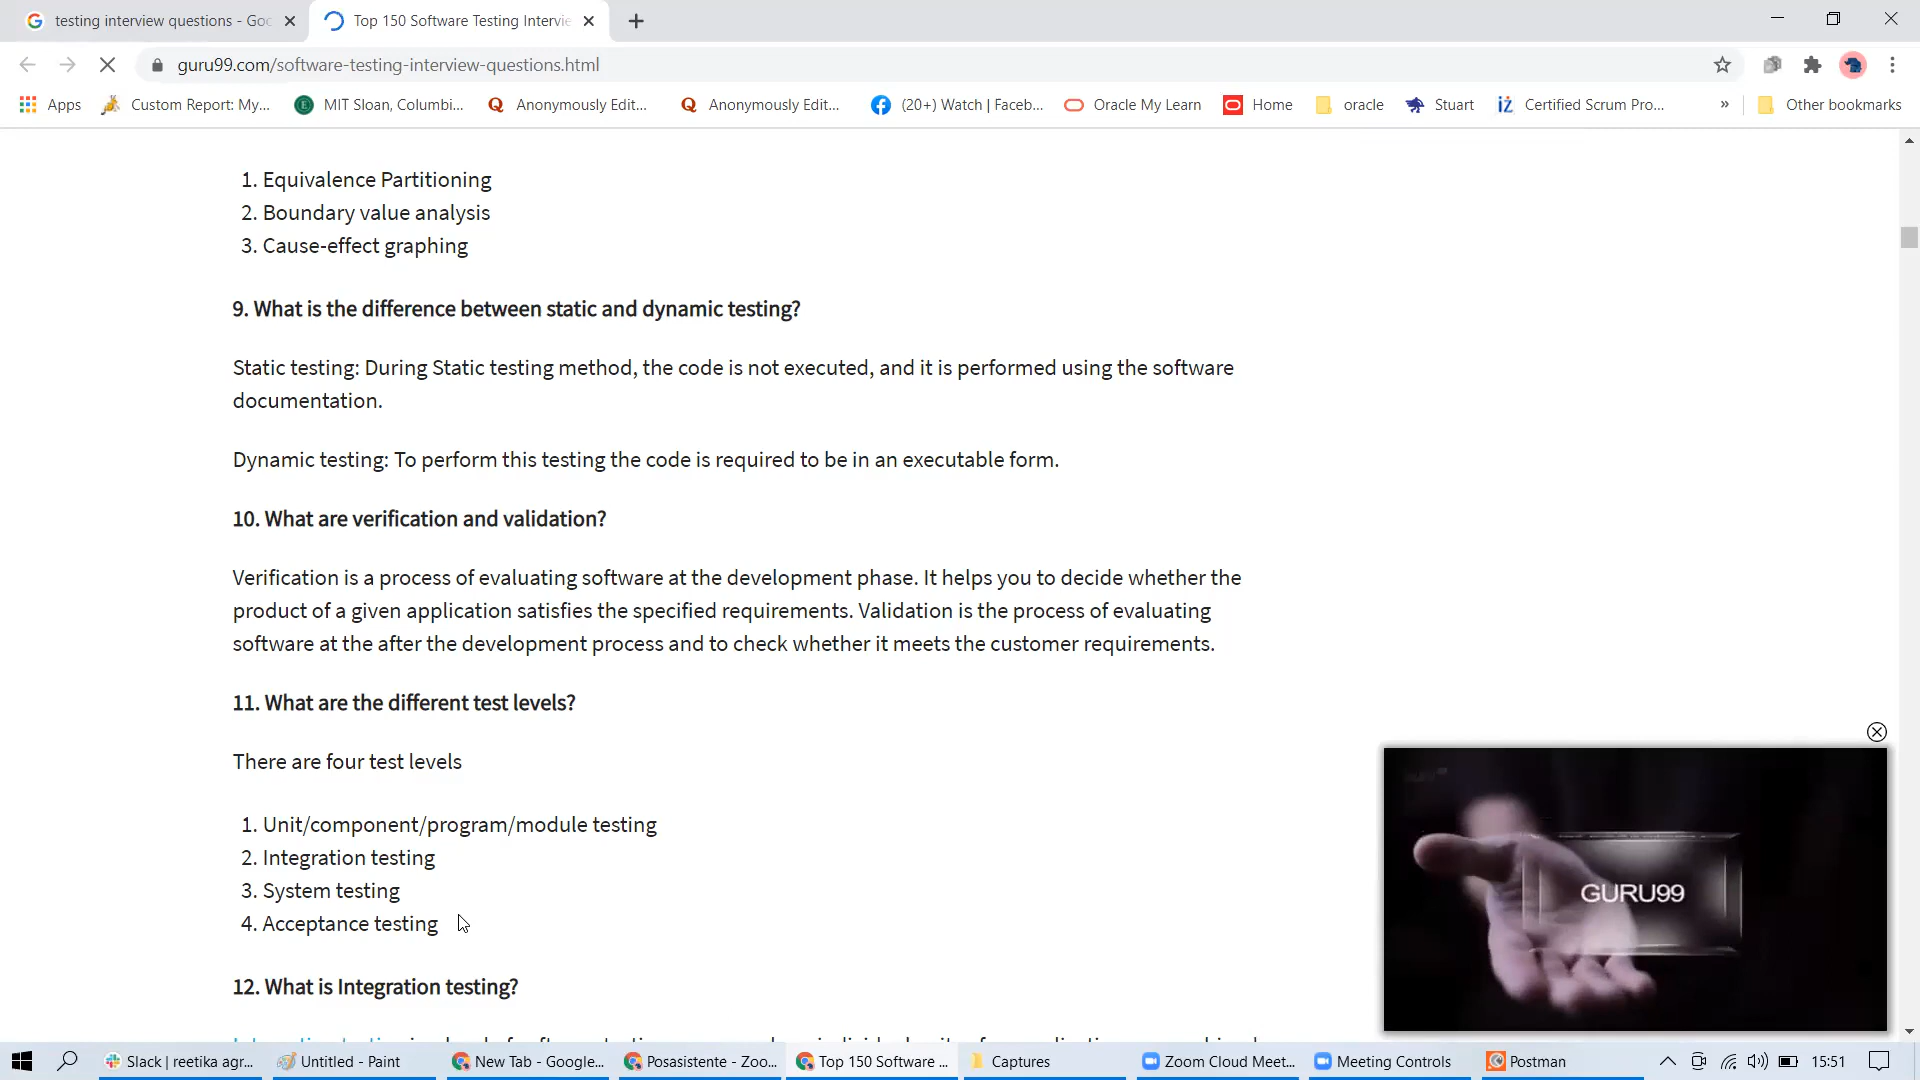 testing interview questions - Goo
Top 150 Software Testing Intervie
guru99.com/software-testing-interview-questions.html
Apps
Custom Report: My...
MIT Sloan, Columbi...
Anonymously Edit...
Anonymously Edit...
(20+) Watch | Faceb...
Oracle My Learn
Home
oracle
Stuart
iz Certified Scrum Pro...
»
Other bookmarks
1. Equivalence Partitioning
2. Boundary value analysis
3. Cause-effect graphing
9. What is the difference between static and dynamic testing?
Static testing: During Static testing method, the code is not executed, and it is performed using the software
documentation.
Dynamic testing: To perform this testing the code is required to be in an executable form.
10. What are verification and validation?
Verification is a process of evaluating software at the development phase. It helps you to decide whether the
product of a given application satisfies the specified requirements. Validation is the process of evaluating
software at the after the development process and to check whether it meets the customer requirements.
11. What are the different test levels?
There are four test levels
1. Unit/component/program/module testing
2. Integration testing
3. System testing
4. Acceptance testing
GURU99
12. What is Integration testing?
Slack | reetika agr...
Untitled - Paint
New Tab - Google...
Posasistente - Zoo...
Top 150 Software ...
Captures
Zoom Cloud Meet...
Meeting Controls
Postman
15:51